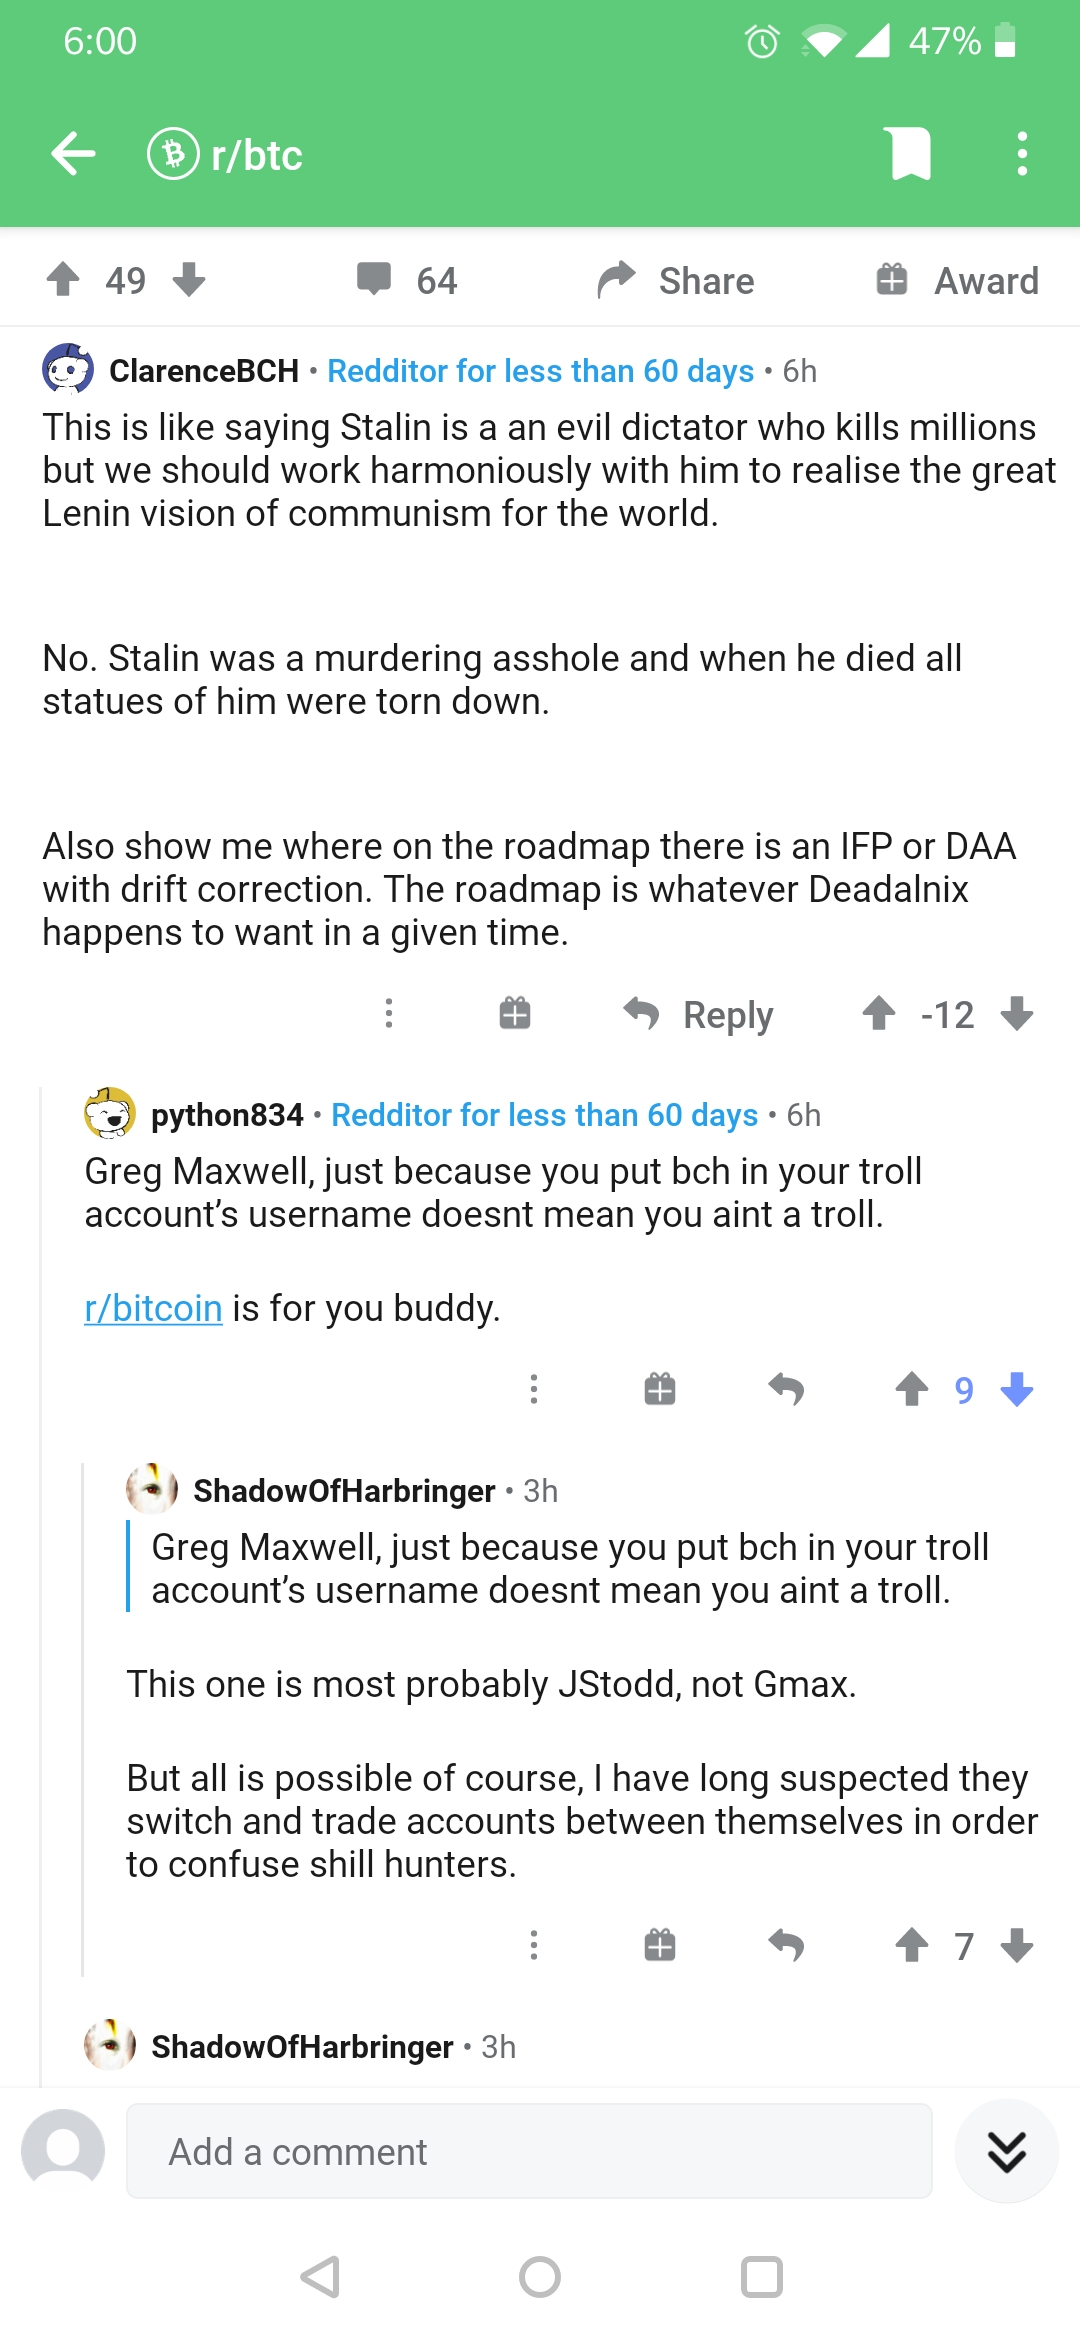 6:00
47%
r/btc
49
64
Share
Award
ClarenceBCH • Redditor for less than 60 days • 6h
This is like saying Stalin is a an evil dictator who kills millions
but we should work harmoniously with him to realise the great
Lenin vision of communism for the world.
No. Stalin was a murdering asshole and when he died all
statues of him were torn down.
Also show me where on the roadmap there is an IFP or DAA
with drift correction. The roadmap is whatever Deadalnix
happens to want in a given time.
Reply
-12
python834 • Redditor for less than 60 days • 6h
Greg Maxwell, just because you put bch in your troll
account’s username doesnt mean you aint a troll.
r/bitcoin is for you buddy.
9
ShadowOfHarbringer • 3h
Greg Maxwell, just because you put bch in your troll
account’s username doesnt mean you aint a troll.
This one is most probably JStodd, not Gmax.
But all is possible of course, I have long suspected they
switch and trade accounts between themselves in order
to confuse shill hunters.
7
ShadowOfHarbringer • 3h
Add a comment